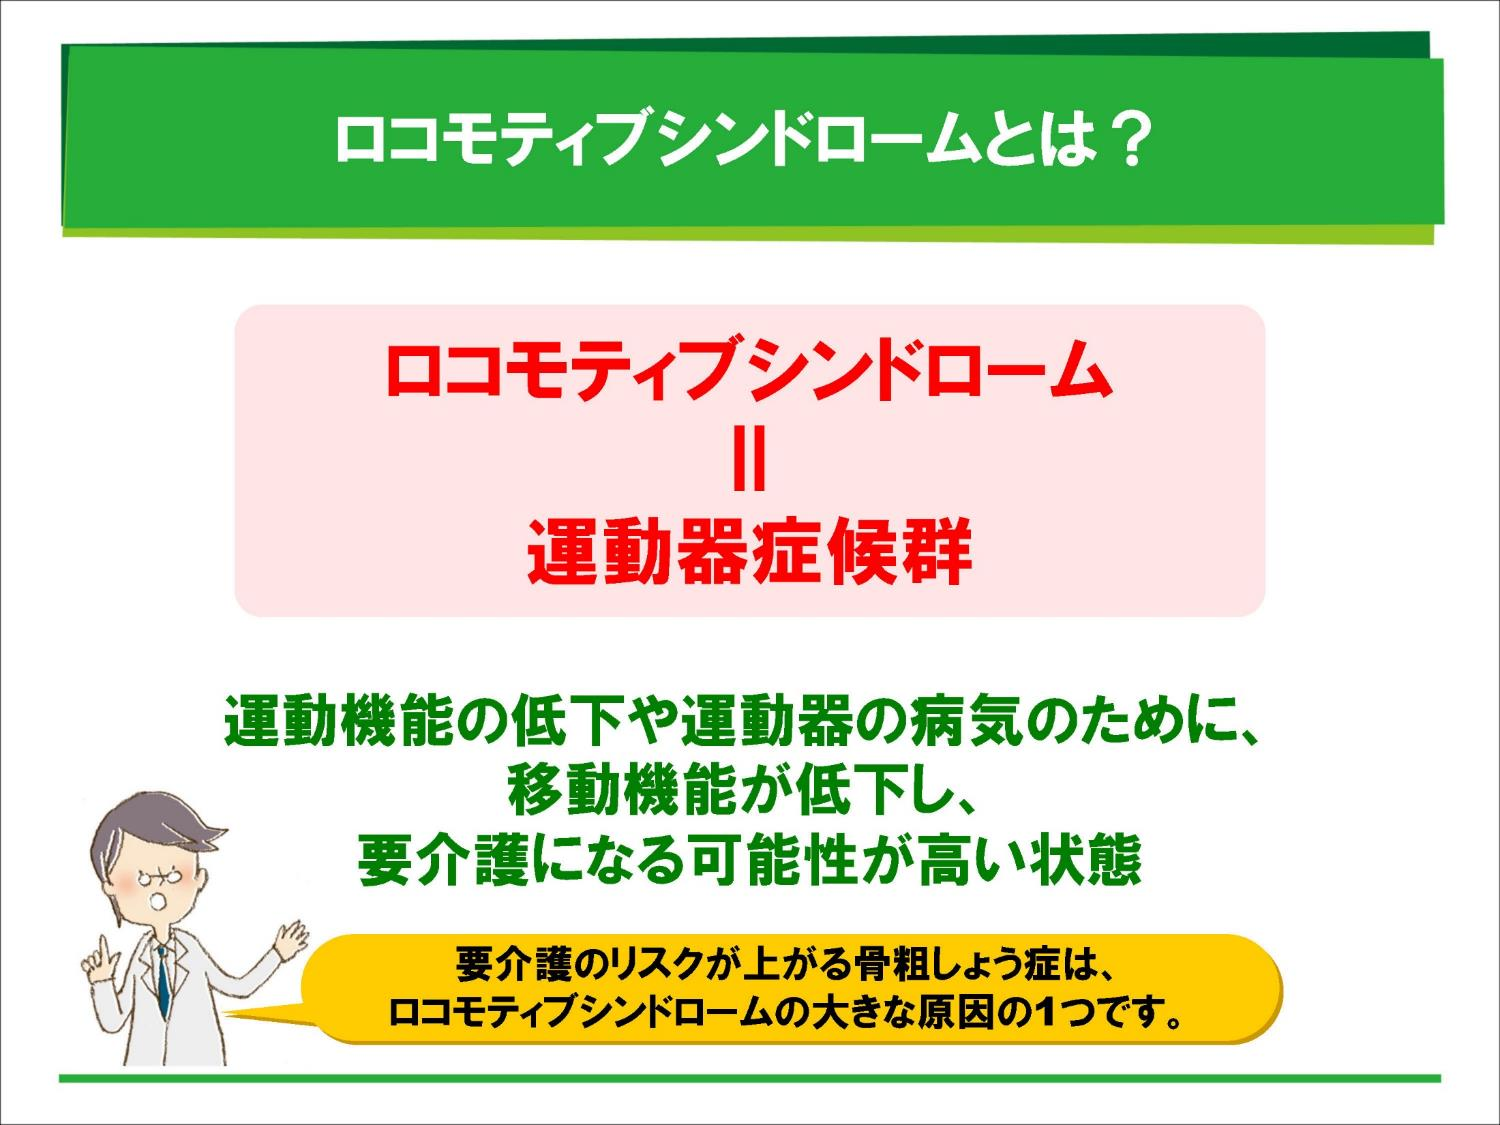 ロコモティブシンドロームとは？
ロコモティブシンドローム
＝
運動器症候群
運動機能の低下や運動器の病気のために、
移動機能が低下し、
要介護になる可能性が高い状態
要介護のリスクが上がる骨粗しょう症は、
ロコモティブシンドロームの大きな原因の1つです。